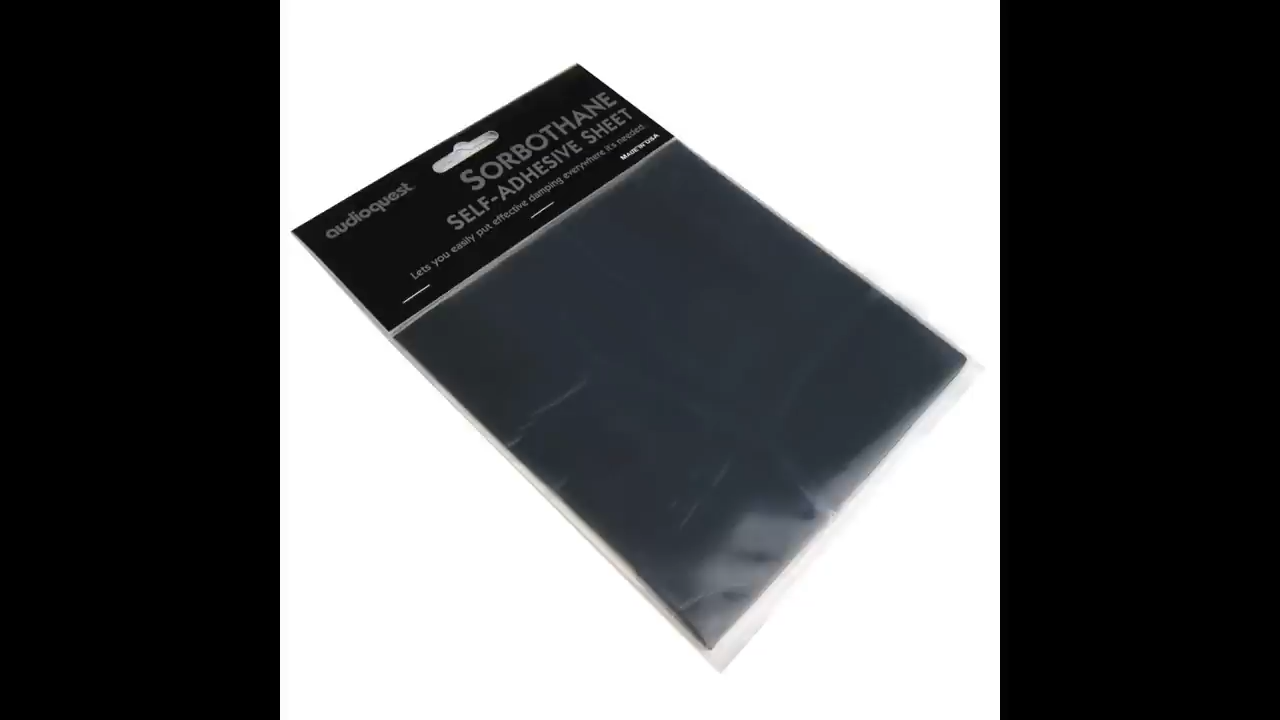 audioquest
SORBOTHANE
SELF-ADHESIVE SHEET
Lets you easily put effective damping everywhere it's needed.
MADE IN USA